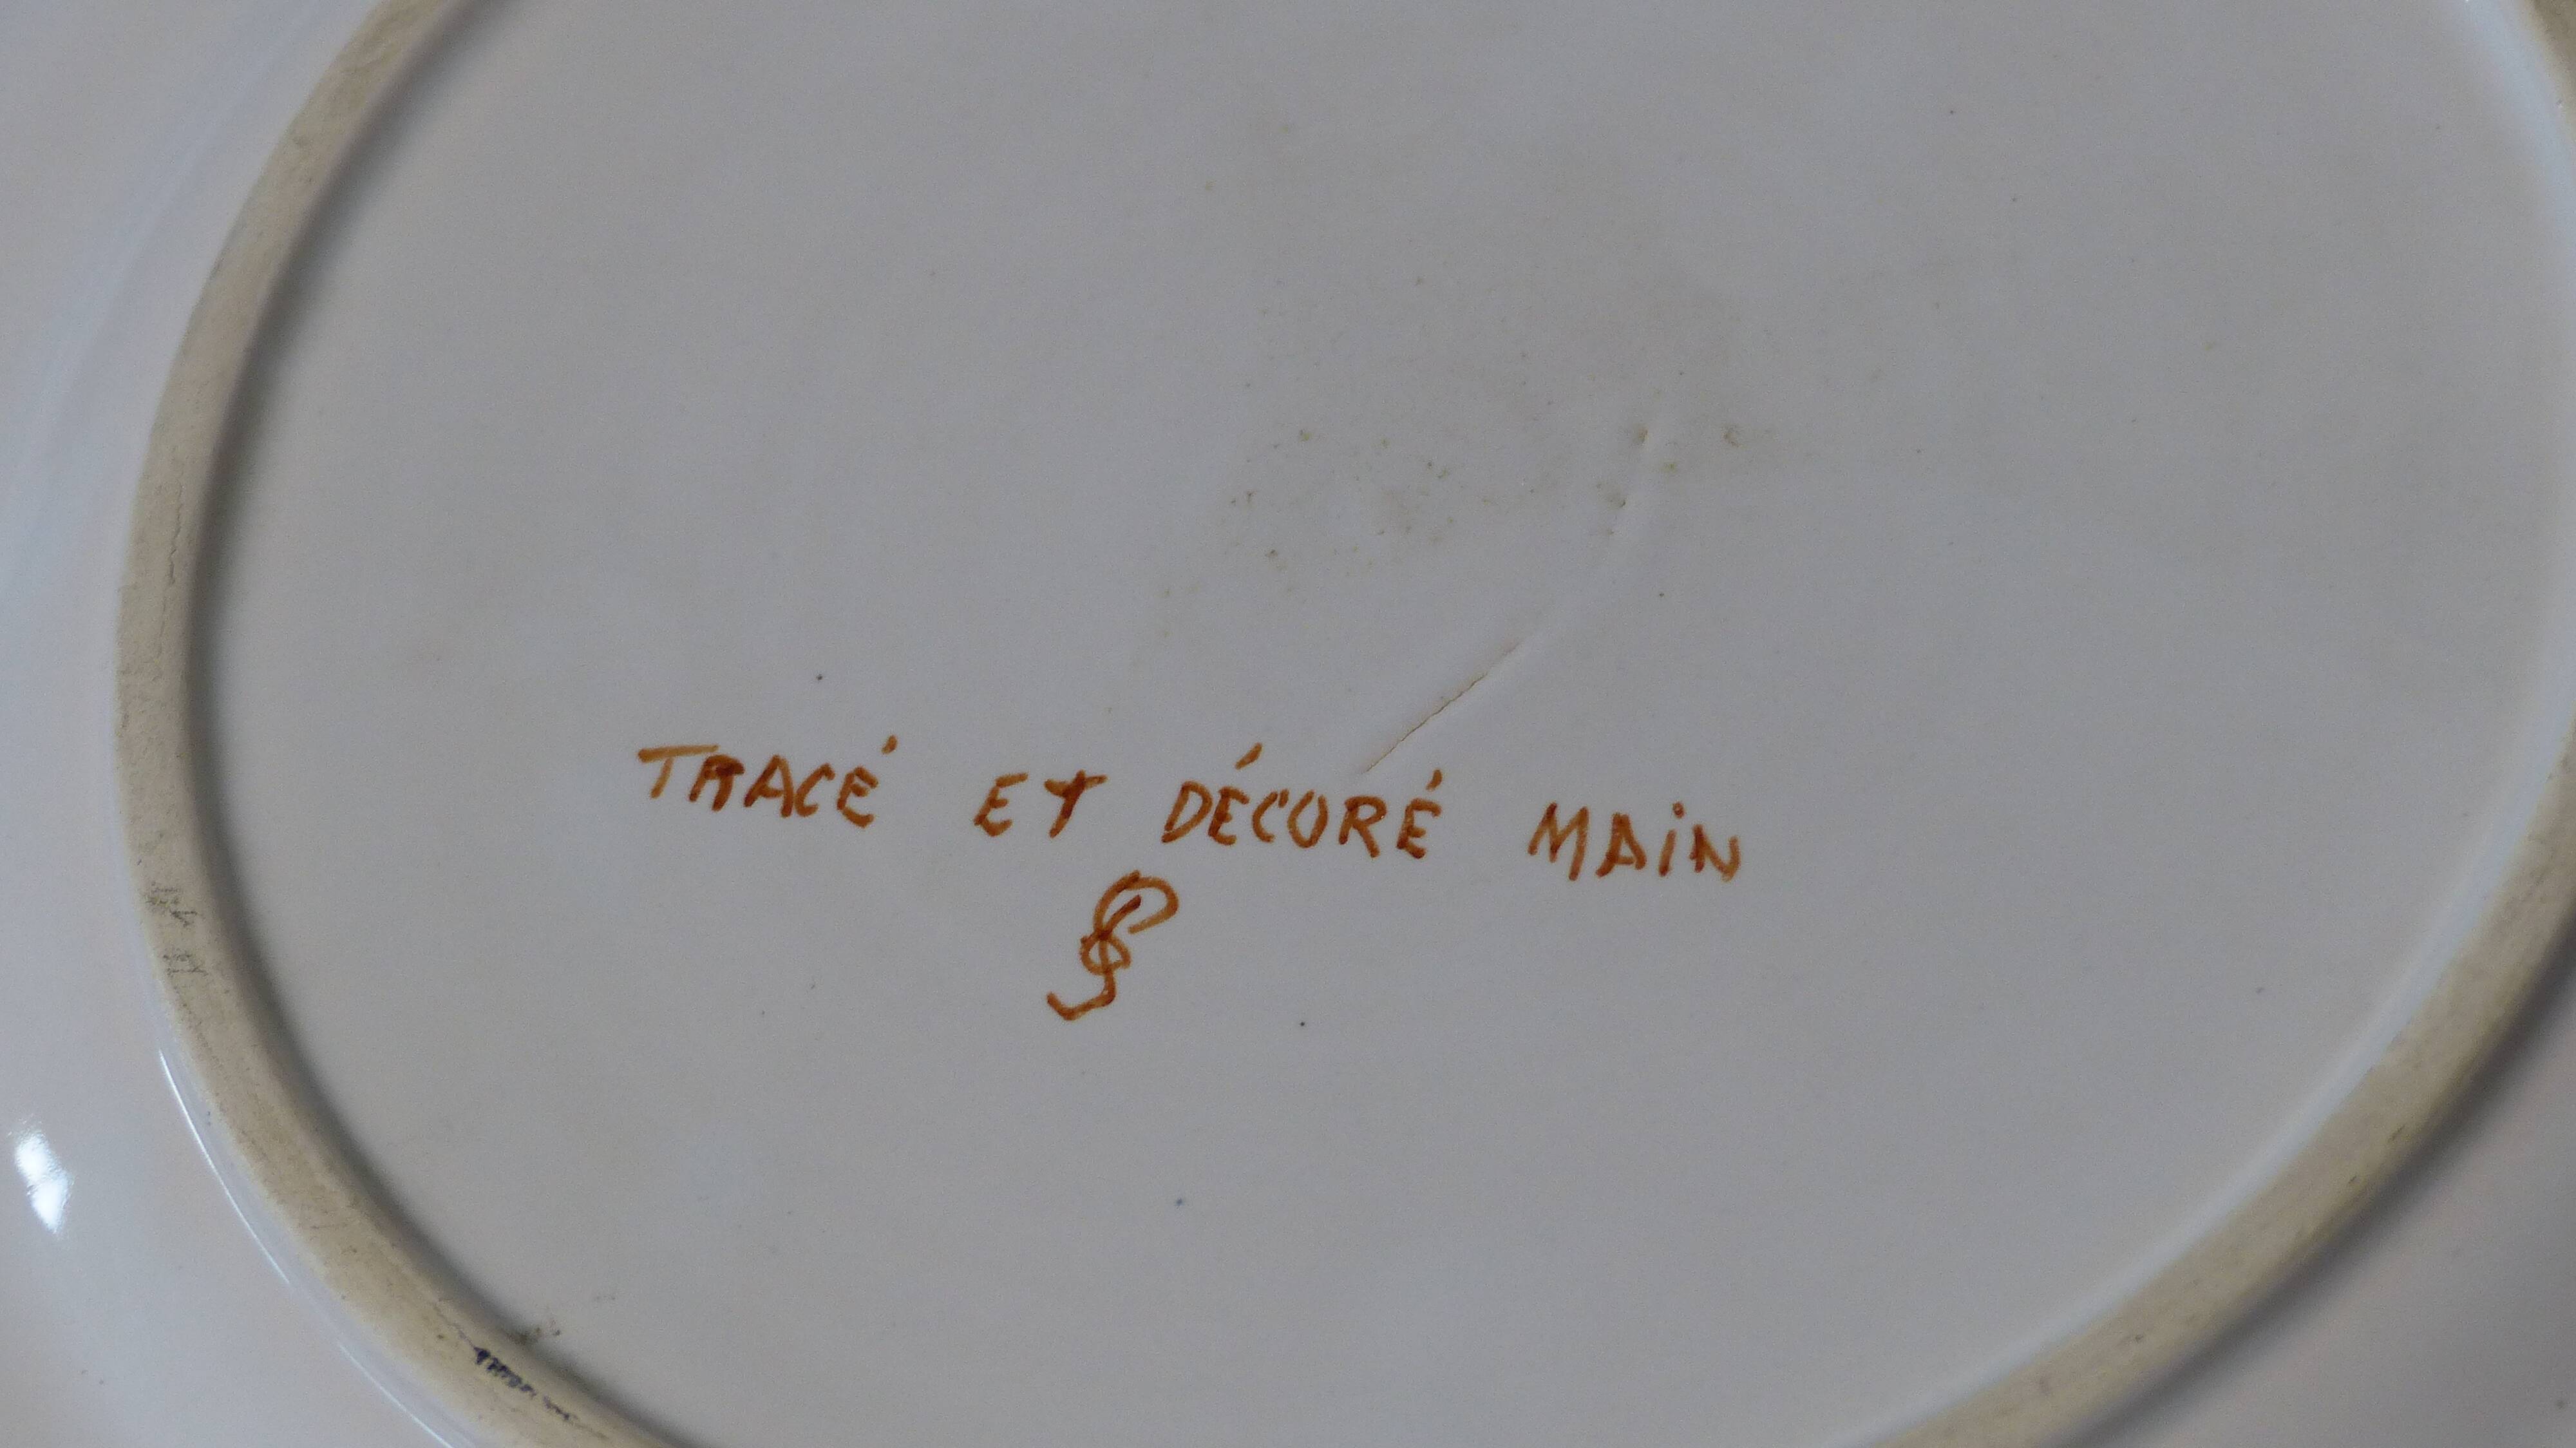 TRACÉ ET DÉCORÉ MAiN